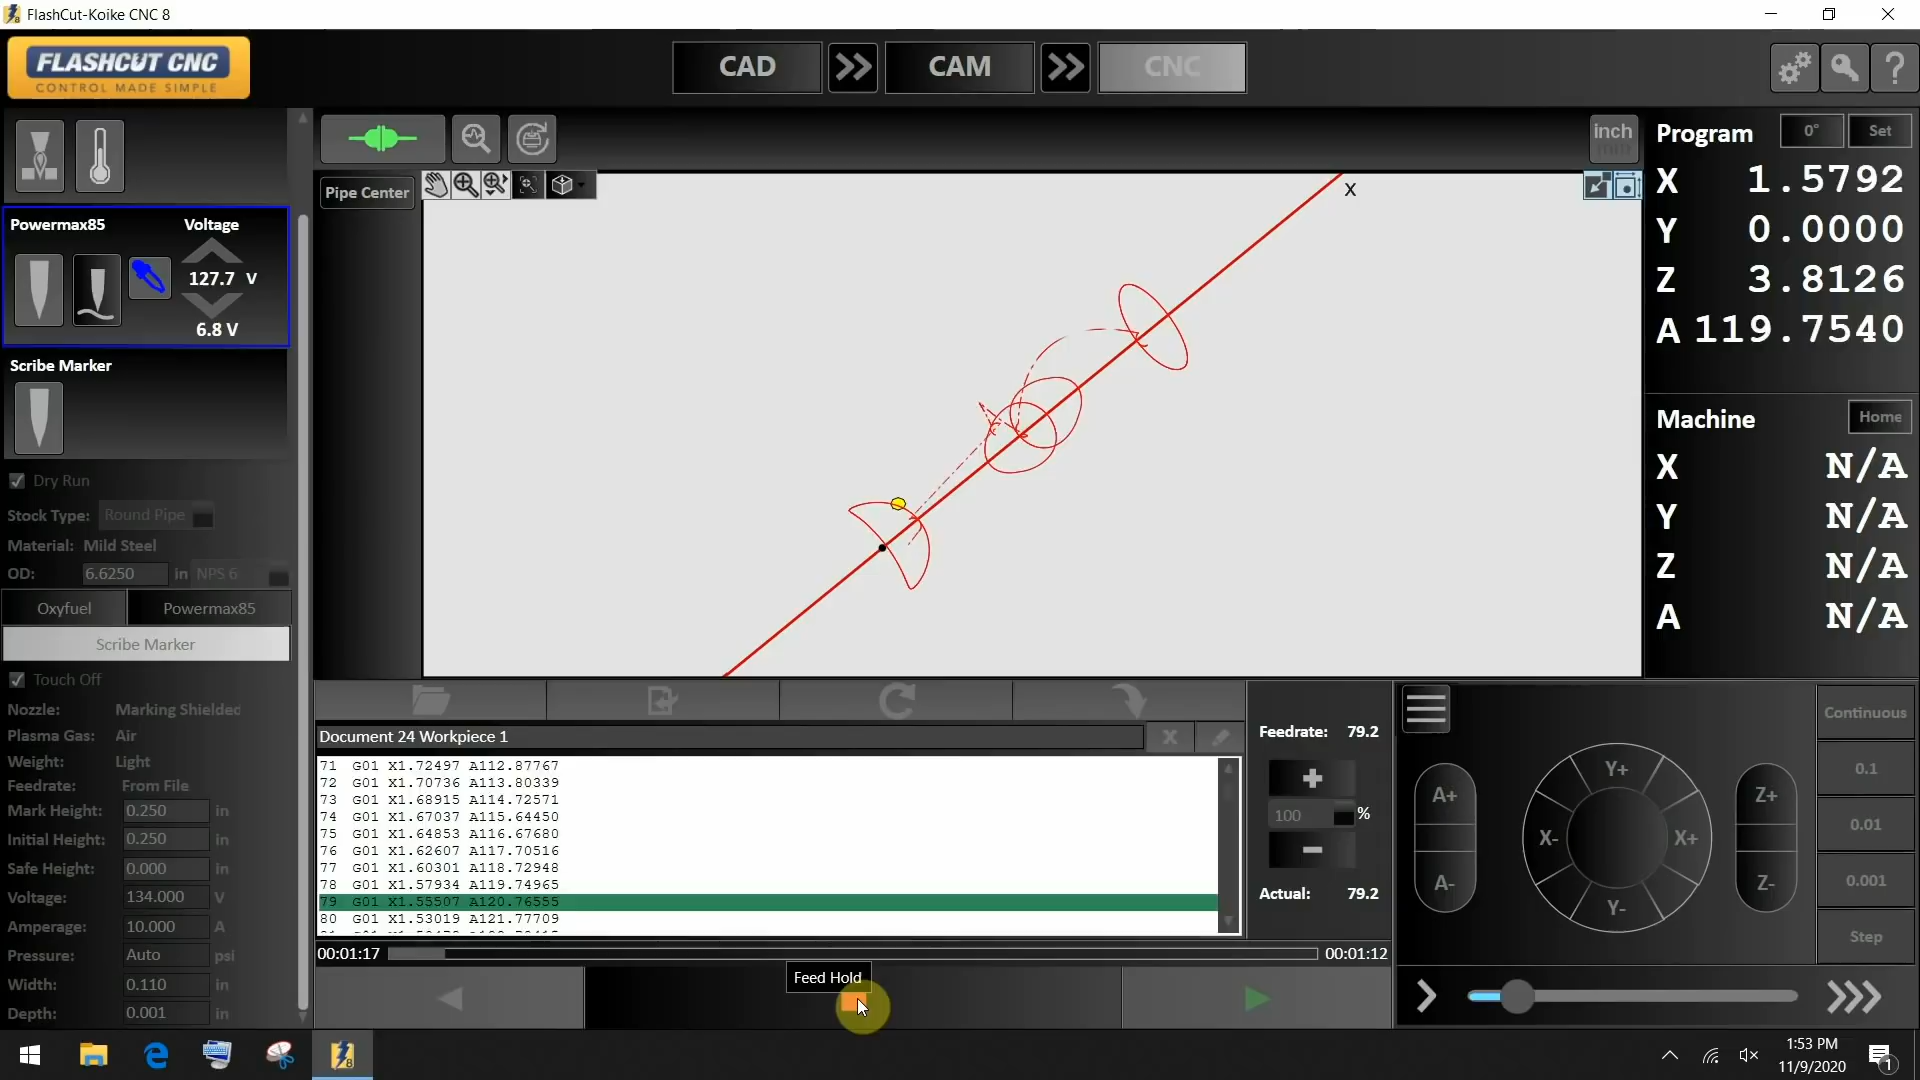 FlashCut-Koike CNC 8
FLASHCUT CNC
CONTROL MADE SIMPLE
CAD
CAM
CNC
Pipe Center
inch
X
Program
0°
Set
X 1.5792
Y 0.0000
Z 3.8126
A 119.7540
Machine
Home
X N/A
Y N/A
Z N/A
A N/A
Powermax85
Voltage
127.7 V
6.8 V
Scribe Marker
Dry Run
Stock Type: Round Pipe
Material: Mild Steel
OD: 6.6250 in NPS 6
Oxyfuel
Powermax85
Scribe Marker
Touch Off
Nozzle: Marking Shielded
Plasma Gas: Air
Weight: Light
Feedrate: From File
Mark Height: 0.250 in
Initial Height: 0.250 in
Safe Height: 0.000 in
Voltage: 134.000 V
Amperage: 10.000 A
Pressure: Auto psi
Width: 0.110 in
Depth: 0.001 in
Document 24 Workpiece 1
71 G01 X1.72497 A112.87767
72 G01 X1.70736 A113.80339
73 G01 X1.68915 A114.72571
74 G01 X1.67037 A115.64450
75 G01 X1.64853 A116.67680
76 G01 X1.62607 A117.70516
77 G01 X1.60301 A118.72948
78 G01 X1.57934 A119.74965
79 G01 X1.55507 A120.76555
80 G01 X1.53019 A121.77709
00:01:17
00:01:12
Feed Hold
Feedrate: 79.2
100 %
Actual: 79.2
A+
A-
Y+
X-
X+
Y-
Z+
Z-
Continuous
0.1
0.01
0.001
Step
1:53 PM
11/9/2020
1